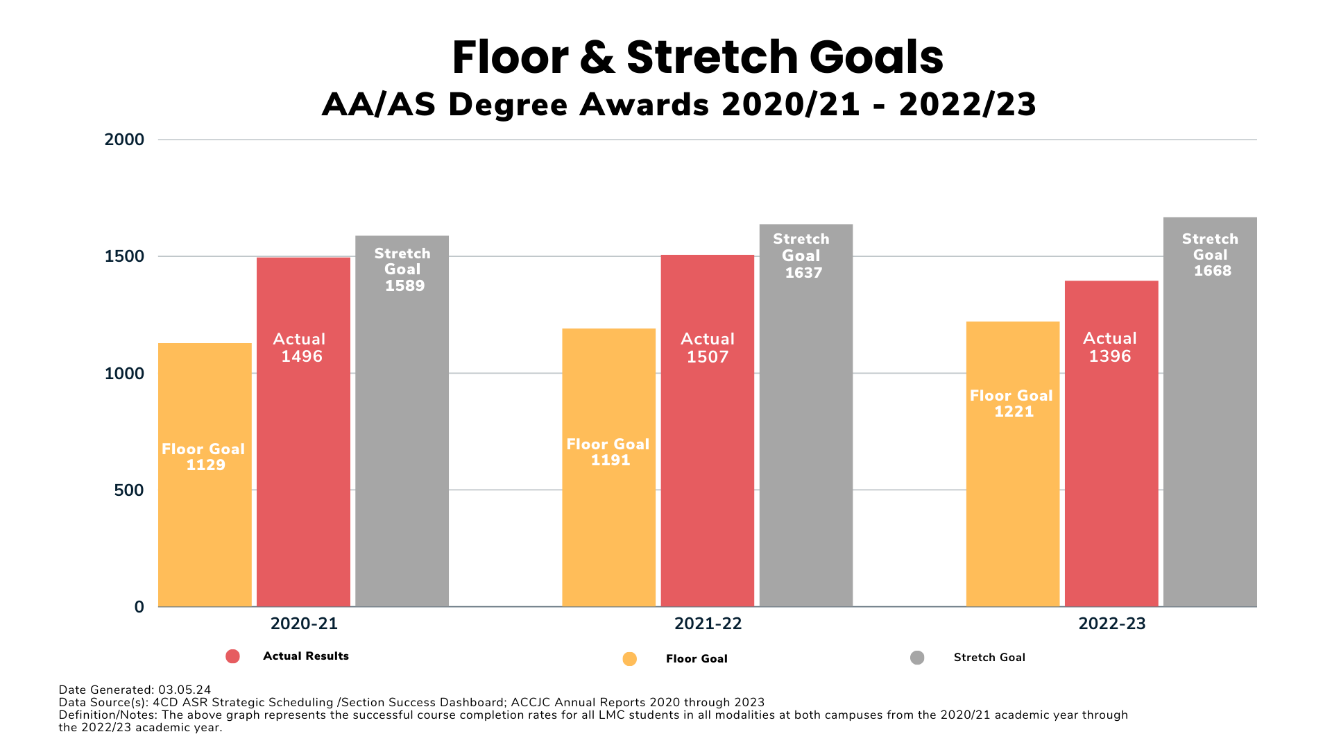 Floor & Stretch Goals
AA/AS Degree Awards 2020/21 - 2022/23
2000
1500
1000
500
0
Floor Goal
1129
Actual
1496
Stretch
Goal
1589
Floor Goal
1191
Actual
1507
Stretch
Goal
1637
Floor Goal
1221
Actual
1396
Stretch
Goal
1668
2020-21
2021-22
2022-23
Actual Results
Floor Goal
Stretch Goal
Date Generated: 03.05.24
Data Source(s): 4CD ASR Strategic Scheduling /Section Success Dashboard; ACCJC Annual Reports 2020 through 2023
Definition/Notes: The above graph represents the successful course completion rates for all LMC students in all modalities at both campuses from the 2020/21 academic year through
the 2022/23 academic year.